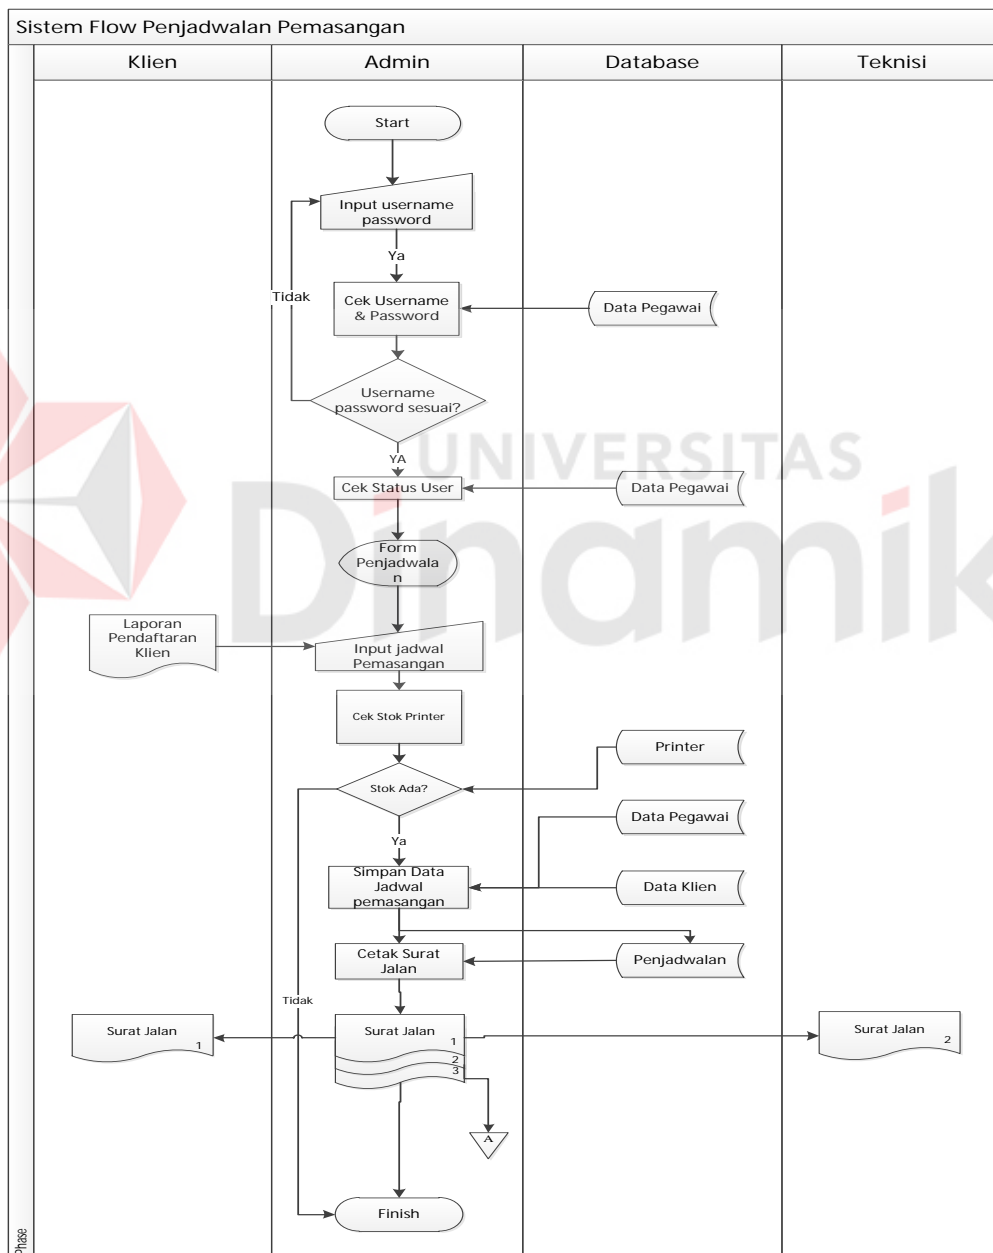 Sistem Flow Penjadwalan Pemasangan
Klien
Admin
Database
Teknisi
Start
Input username
password
Ya
Tidak
Cek Username
& Password
Data Pegawai
Username
password sesuai?
UNIVERSITAS
YA
Cek Status User
Data Pegawai
Dinamik
Form
Penjadwala
n
Laporan
Pendaftaran
Klien
Input jadwal
Pemasangan
Cek Stok Printer
Printer
Stok Ada?
Data Pegawai
Ya
Simpan Data
Jadwal
pemasangan
Data Klien
Cetak Surat
Jalan
Penjadwalan
Tidak
Surat Jalan
1
Surat Jalan
1
2
3
Surat Jalan
2
A
Finish
Phase